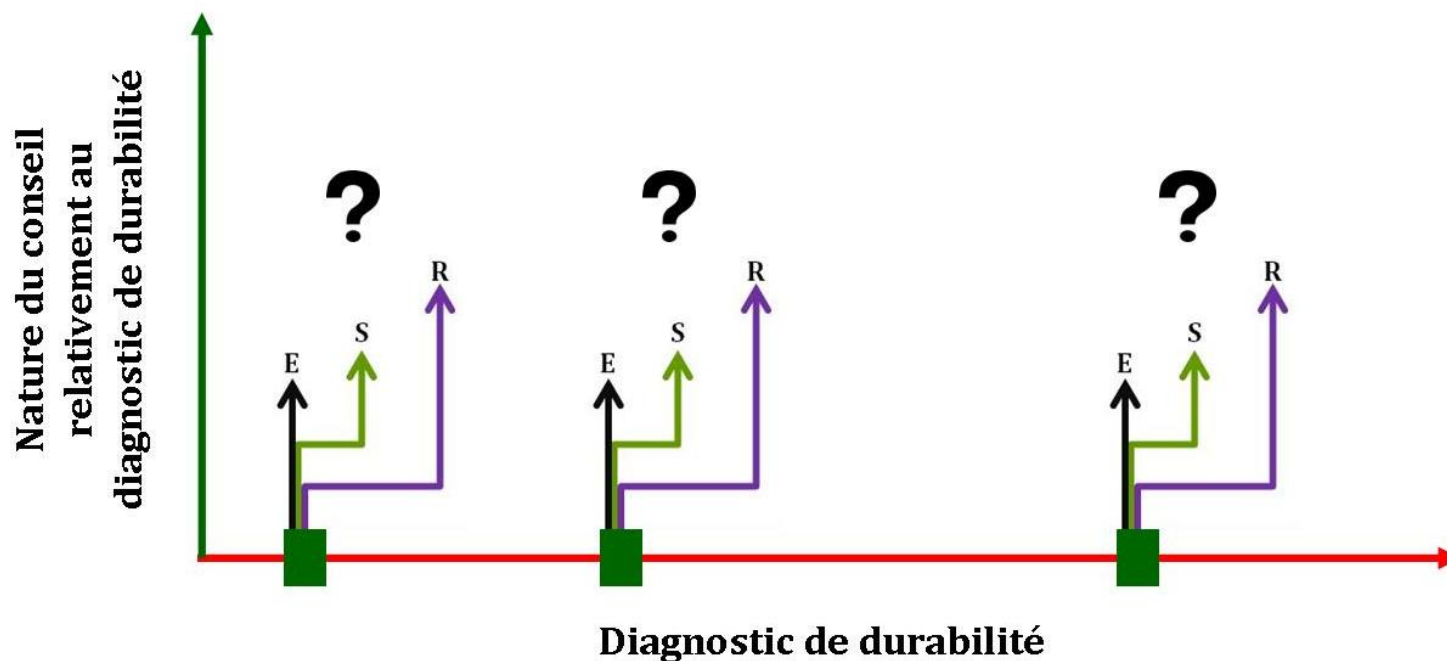 Nature du conseil
relativement au
diagnostic de durabilité
?
?
?
R
R
R
S
S
S
E
E
E
Diagnostic de durabilité